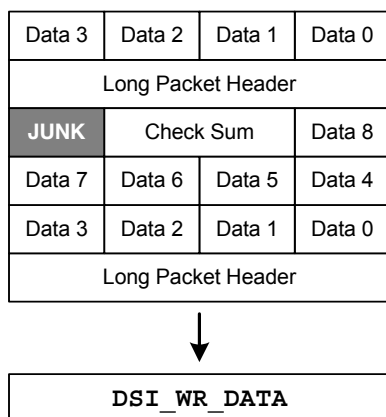 Data 3 Data 2 Data 1 Data 0
Long Packet Header
JUNK Check Sum Data 8
Data 7 Data 6 Data 5 Data 4
Data 3 Data 2 Data 1 Data 0
Long Packet Header
DSI_WR_DATA